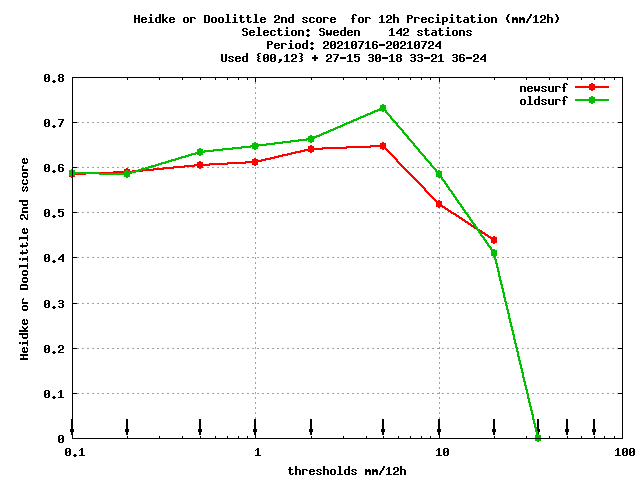 Heidke or Doolittle 2nd score  for 12h Precipitation (mm/12h)
Selection: Sweden    142 stations
Period: 20210716-20210724
Used {00,12} + 27-15 30-18 33-21 36-24
newsurf
oldsurf
0.8
0.7
0.6
0.5
0.4
0.3
0.2
0.1
0
Heidke or Doolittle 2nd score
0.1 1 10 100
thresholds mm/12h